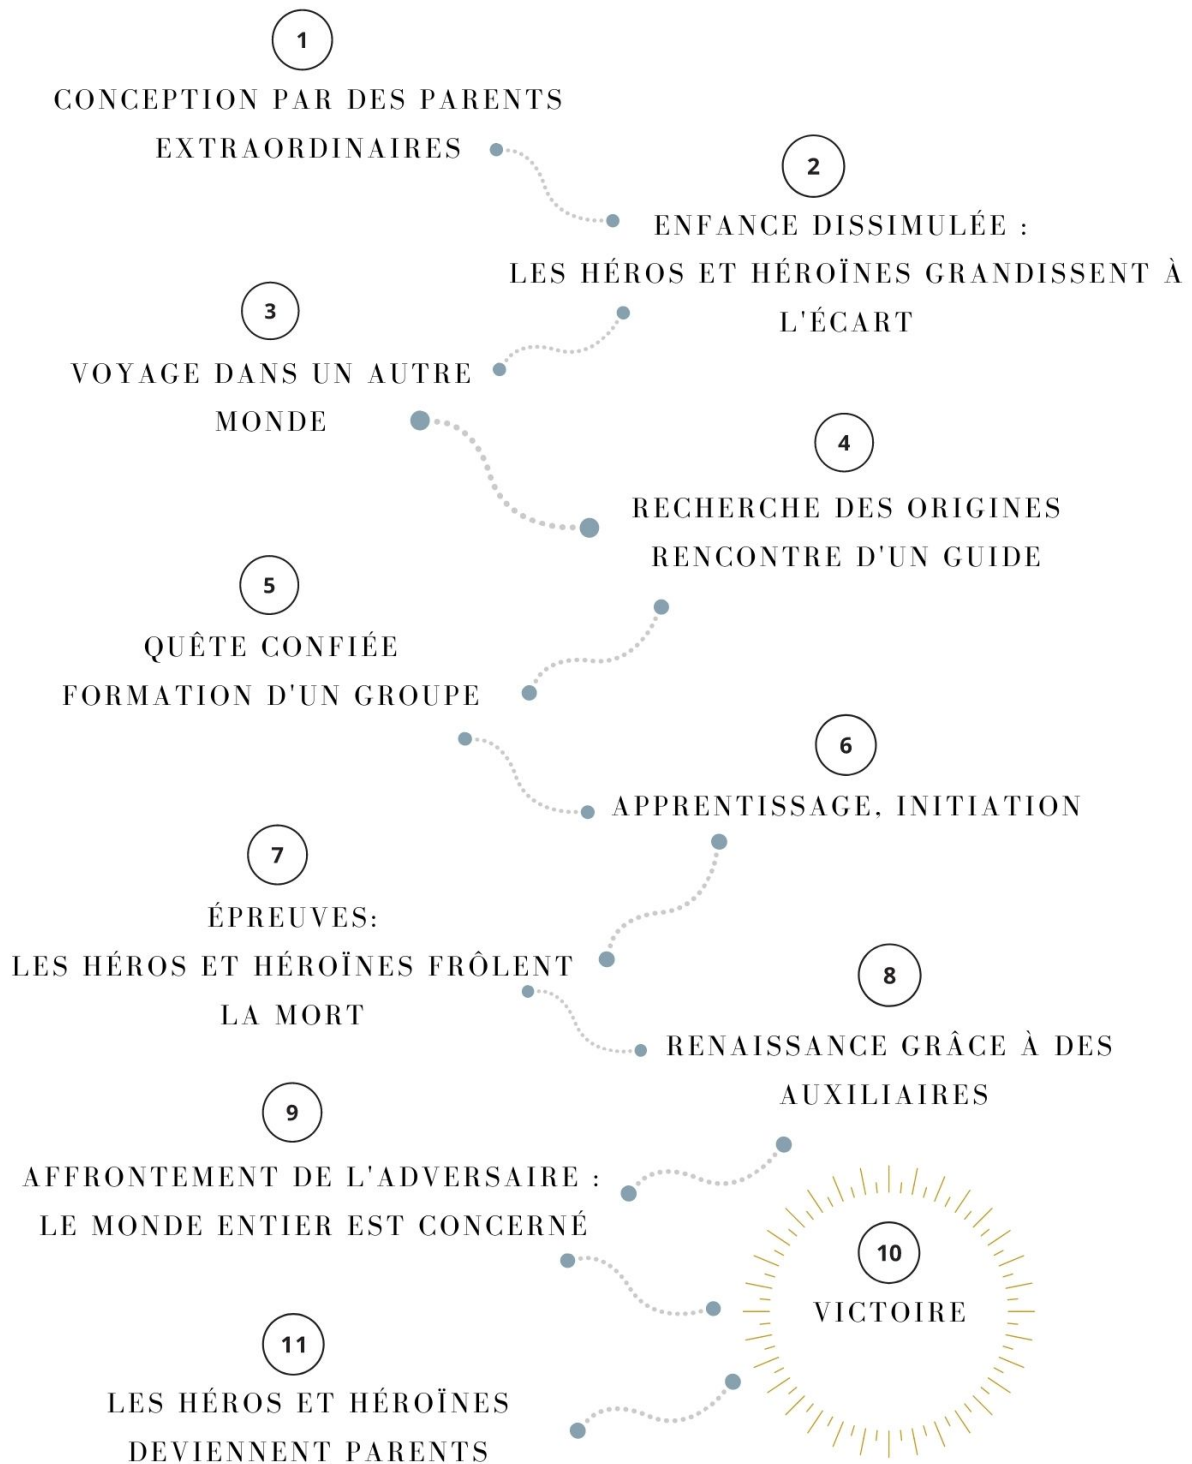 1
CONCEPTION PAR DES PARENTS
EXTRAORDINAIRES
2
ENFANCE DISSIMULÉE :
LES HÉROS ET HÉROÏNES GRANDISSENT À
L'ÉCART
3
VOYAGE DANS UN AUTRE
MONDE
4
RECHERCHE DES ORIGINES
RENCONTRE D'UN GUIDE
5
QUÊTE CONFIÉE
FORMATION D'UN GROUPE
6
APPRENTISSAGE, INITIATION
7
ÉPREUVES:
LES HÉROS ET HÉROÏNES FRÔLENT
LA MORT
8
RENAISSANCE GRÂCE À DES
AUXILIAIRES
9
AFFRONTEMENT DE L'ADVERSAIRE :
LE MONDE ENTIER EST CONCERNÉ
10
VICTOIRE
11
LES HÉROS ET HÉROÏNES
DEVIENNENT PARENTS